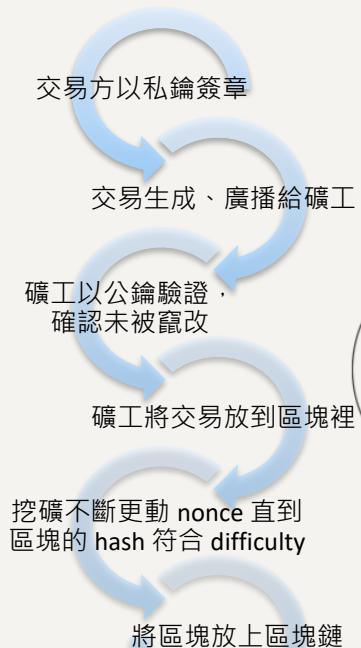 交易方以私鑰簽章
交易生成、廣播給礦工
礦工以公鑰驗證，
確認未被竄改
礦工將交易放到區塊裡
挖礦不斷更動 nonce 直到
區塊的 hash 符合 difficulty
將區塊放上區塊鏈